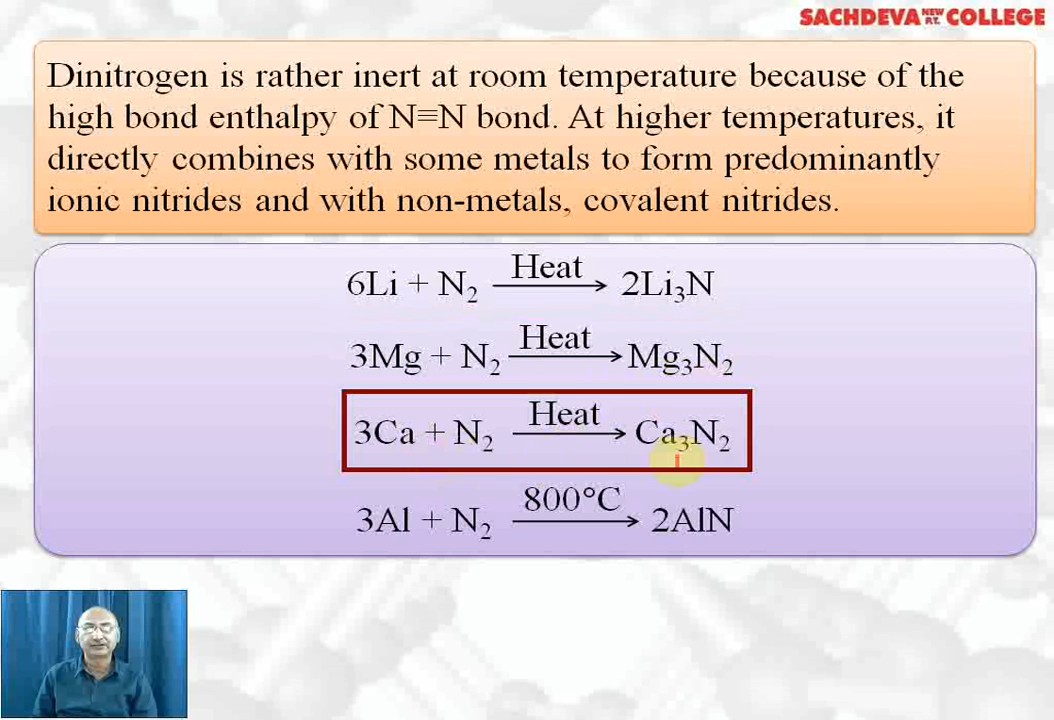 SACHDEVA NEW P.T. COLLEGE
Dinitrogen is rather inert at room temperature because of the
high bond enthalpy of N≡N bond. At higher temperatures, it
directly combines with some metals to form predominantly
ionic nitrides and with non-metals, covalent nitrides.
6Li + N₂ —Heat→ 2Li₃N
3Mg + N₂ —Heat→ Mg₃N₂
3Ca + N₂ —Heat→ Ca₃N₂
3Al + N₂ —800°C→ 2AlN